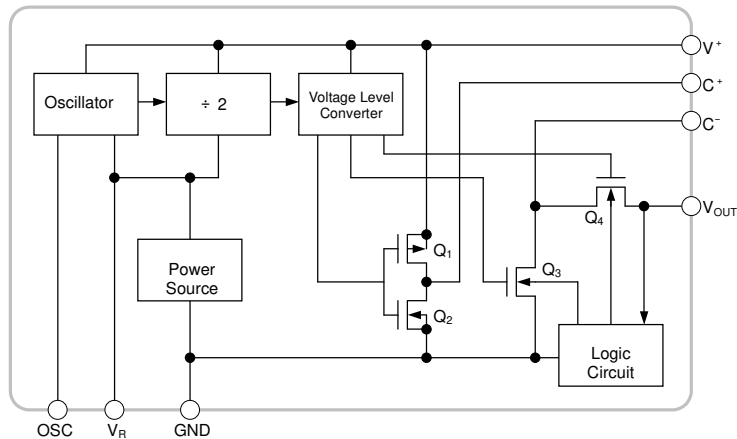 V+
C+
C−
VOUT
Oscillator
÷ 2
Voltage Level
Converter
Q4
Q1
Q3
Power
Source
Q2
Logic
Circuit
OSC
VR
GND